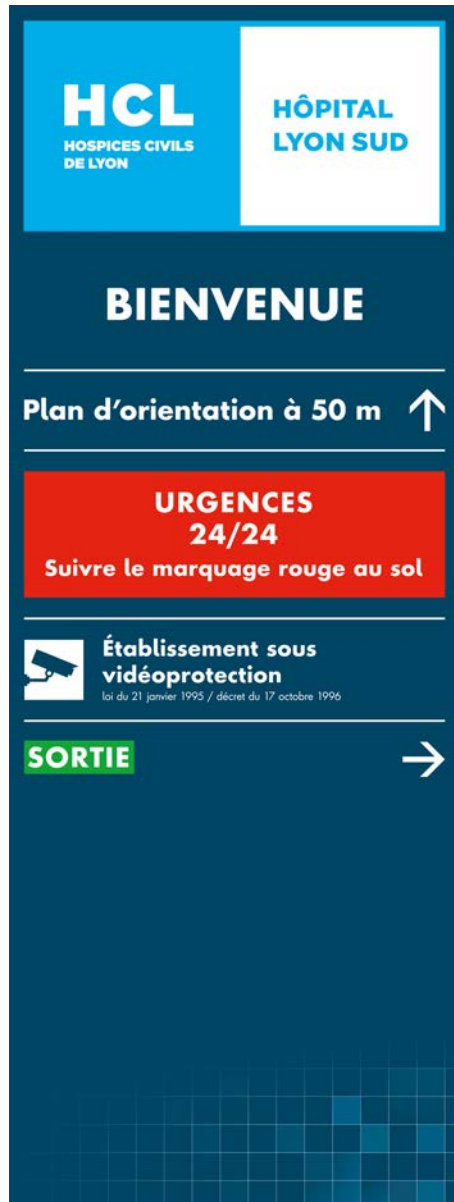 HCL
HOSPICES CIVILS
DE LYON
HÔPITAL
LYON SUD
BIENVENUE
Plan d’orientation à 50 m ↑
URGENCES
24/24
Suivre le marquage rouge au sol
Établissement sous
vidéoprotection
loi du 21 janvier 1995 / décret du 17 octobre 1996
SORTIE →